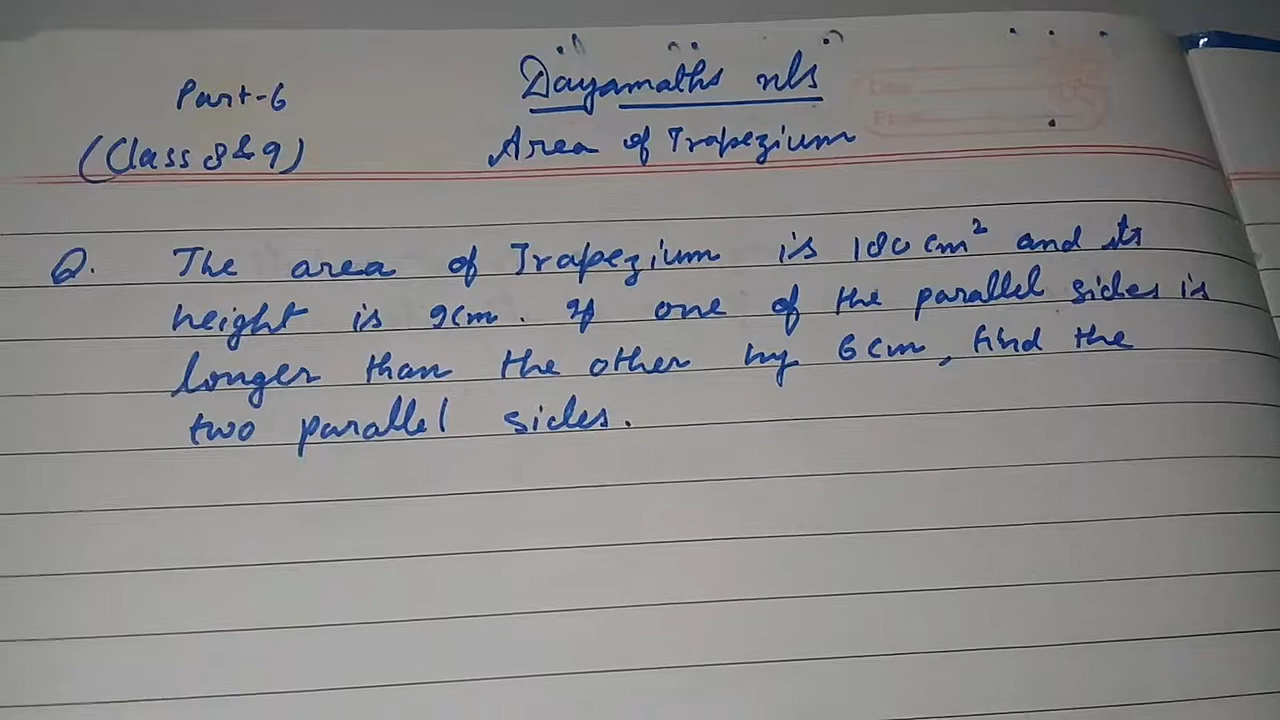 Part-6
Dayamaths nls
(Class 8&9)
Area of Trapezium
Q. The area of Trapezium is 180 cm² and its
height is 9cm. If one of the parallel sides is
longer than the other by 6cm, find the
two parallel sides.